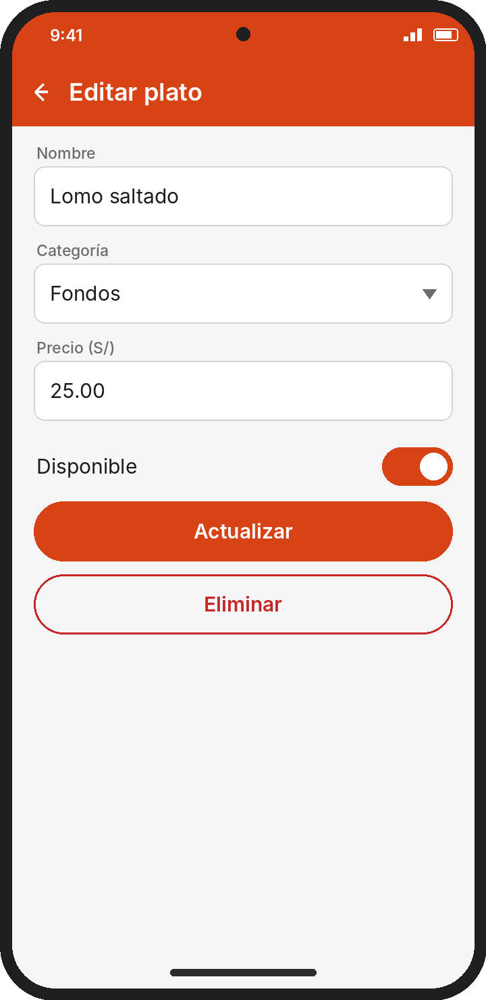 9:41
Editar plato
Nombre
Lomo saltado
Categoría
Fondos
Precio (S/)
25.00
Disponible
Actualizar
Eliminar